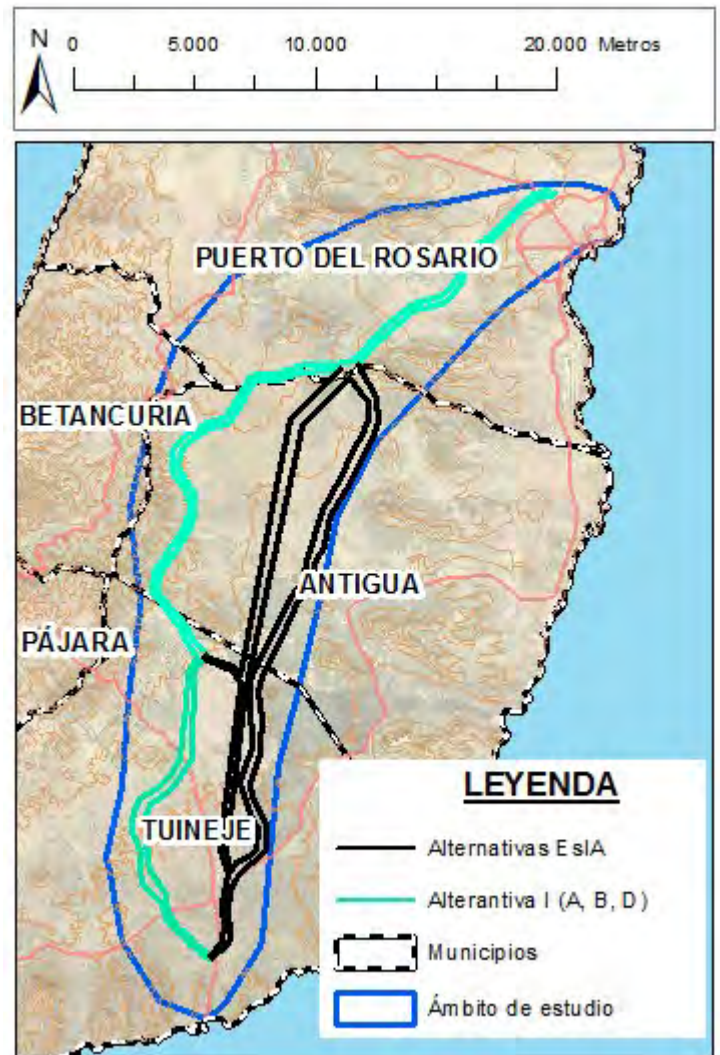 N
0 5.000 10.000 20.000 Metros
PUERTO DEL ROSARIO
BETANCURIA
ANTIGUA
PÁJARA
TUINEJE
LEYENDA
Alternativas EsIA
Alterantiva I (A, B, D)
Municipios
Ámbito de estudio